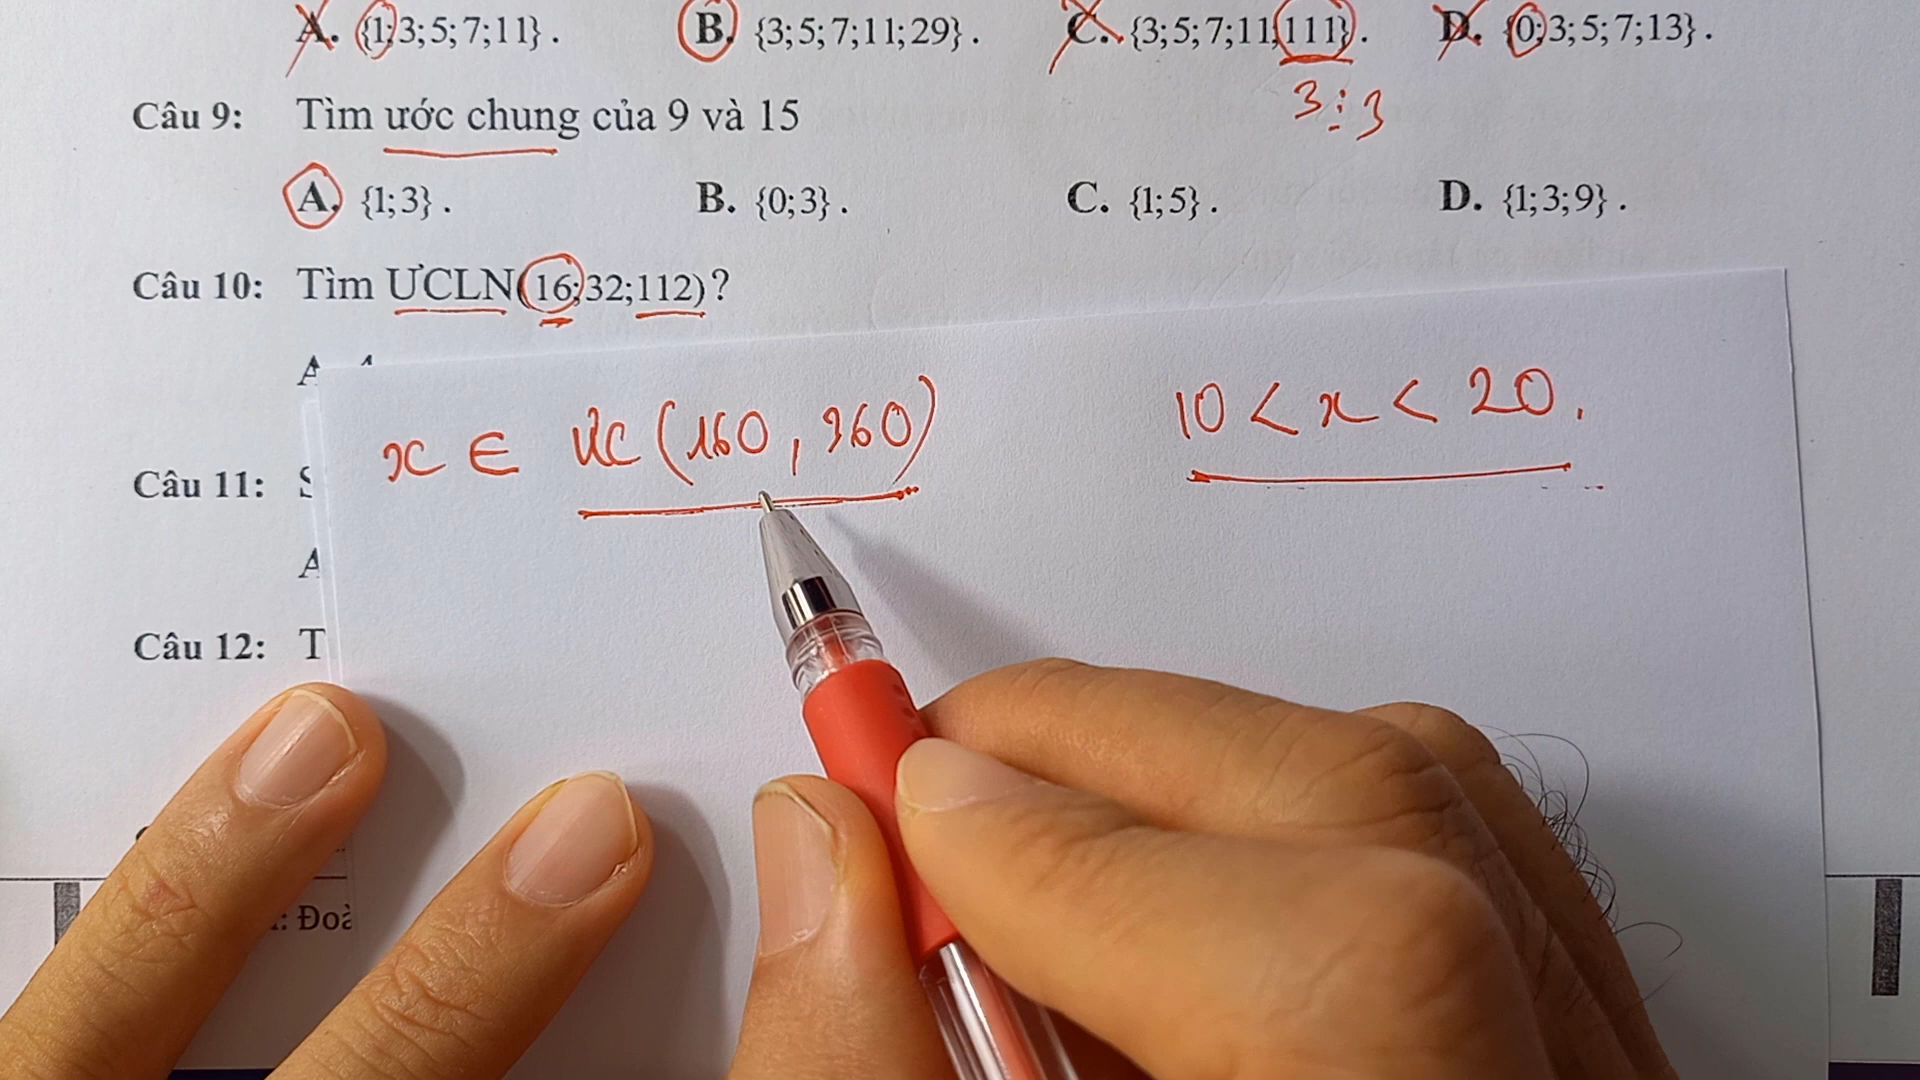 A. {1;3;5;7;11}. B. {3;5;7;11;29}. C. {3;5;7;11;111}. D. {0;3;5;7;13}.
3⋮3
Câu 9: Tìm ước chung của 9 và 15
A. {1;3}. B. {0;3}. C. {1;5}. D. {1;3;9}.
Câu 10: Tìm ƯCLN(16;32;112)?
A
x ∈ ƯC(160, 360) 10 < x < 20.
Câu 11: S
A
Câu 12: T
: Đoà